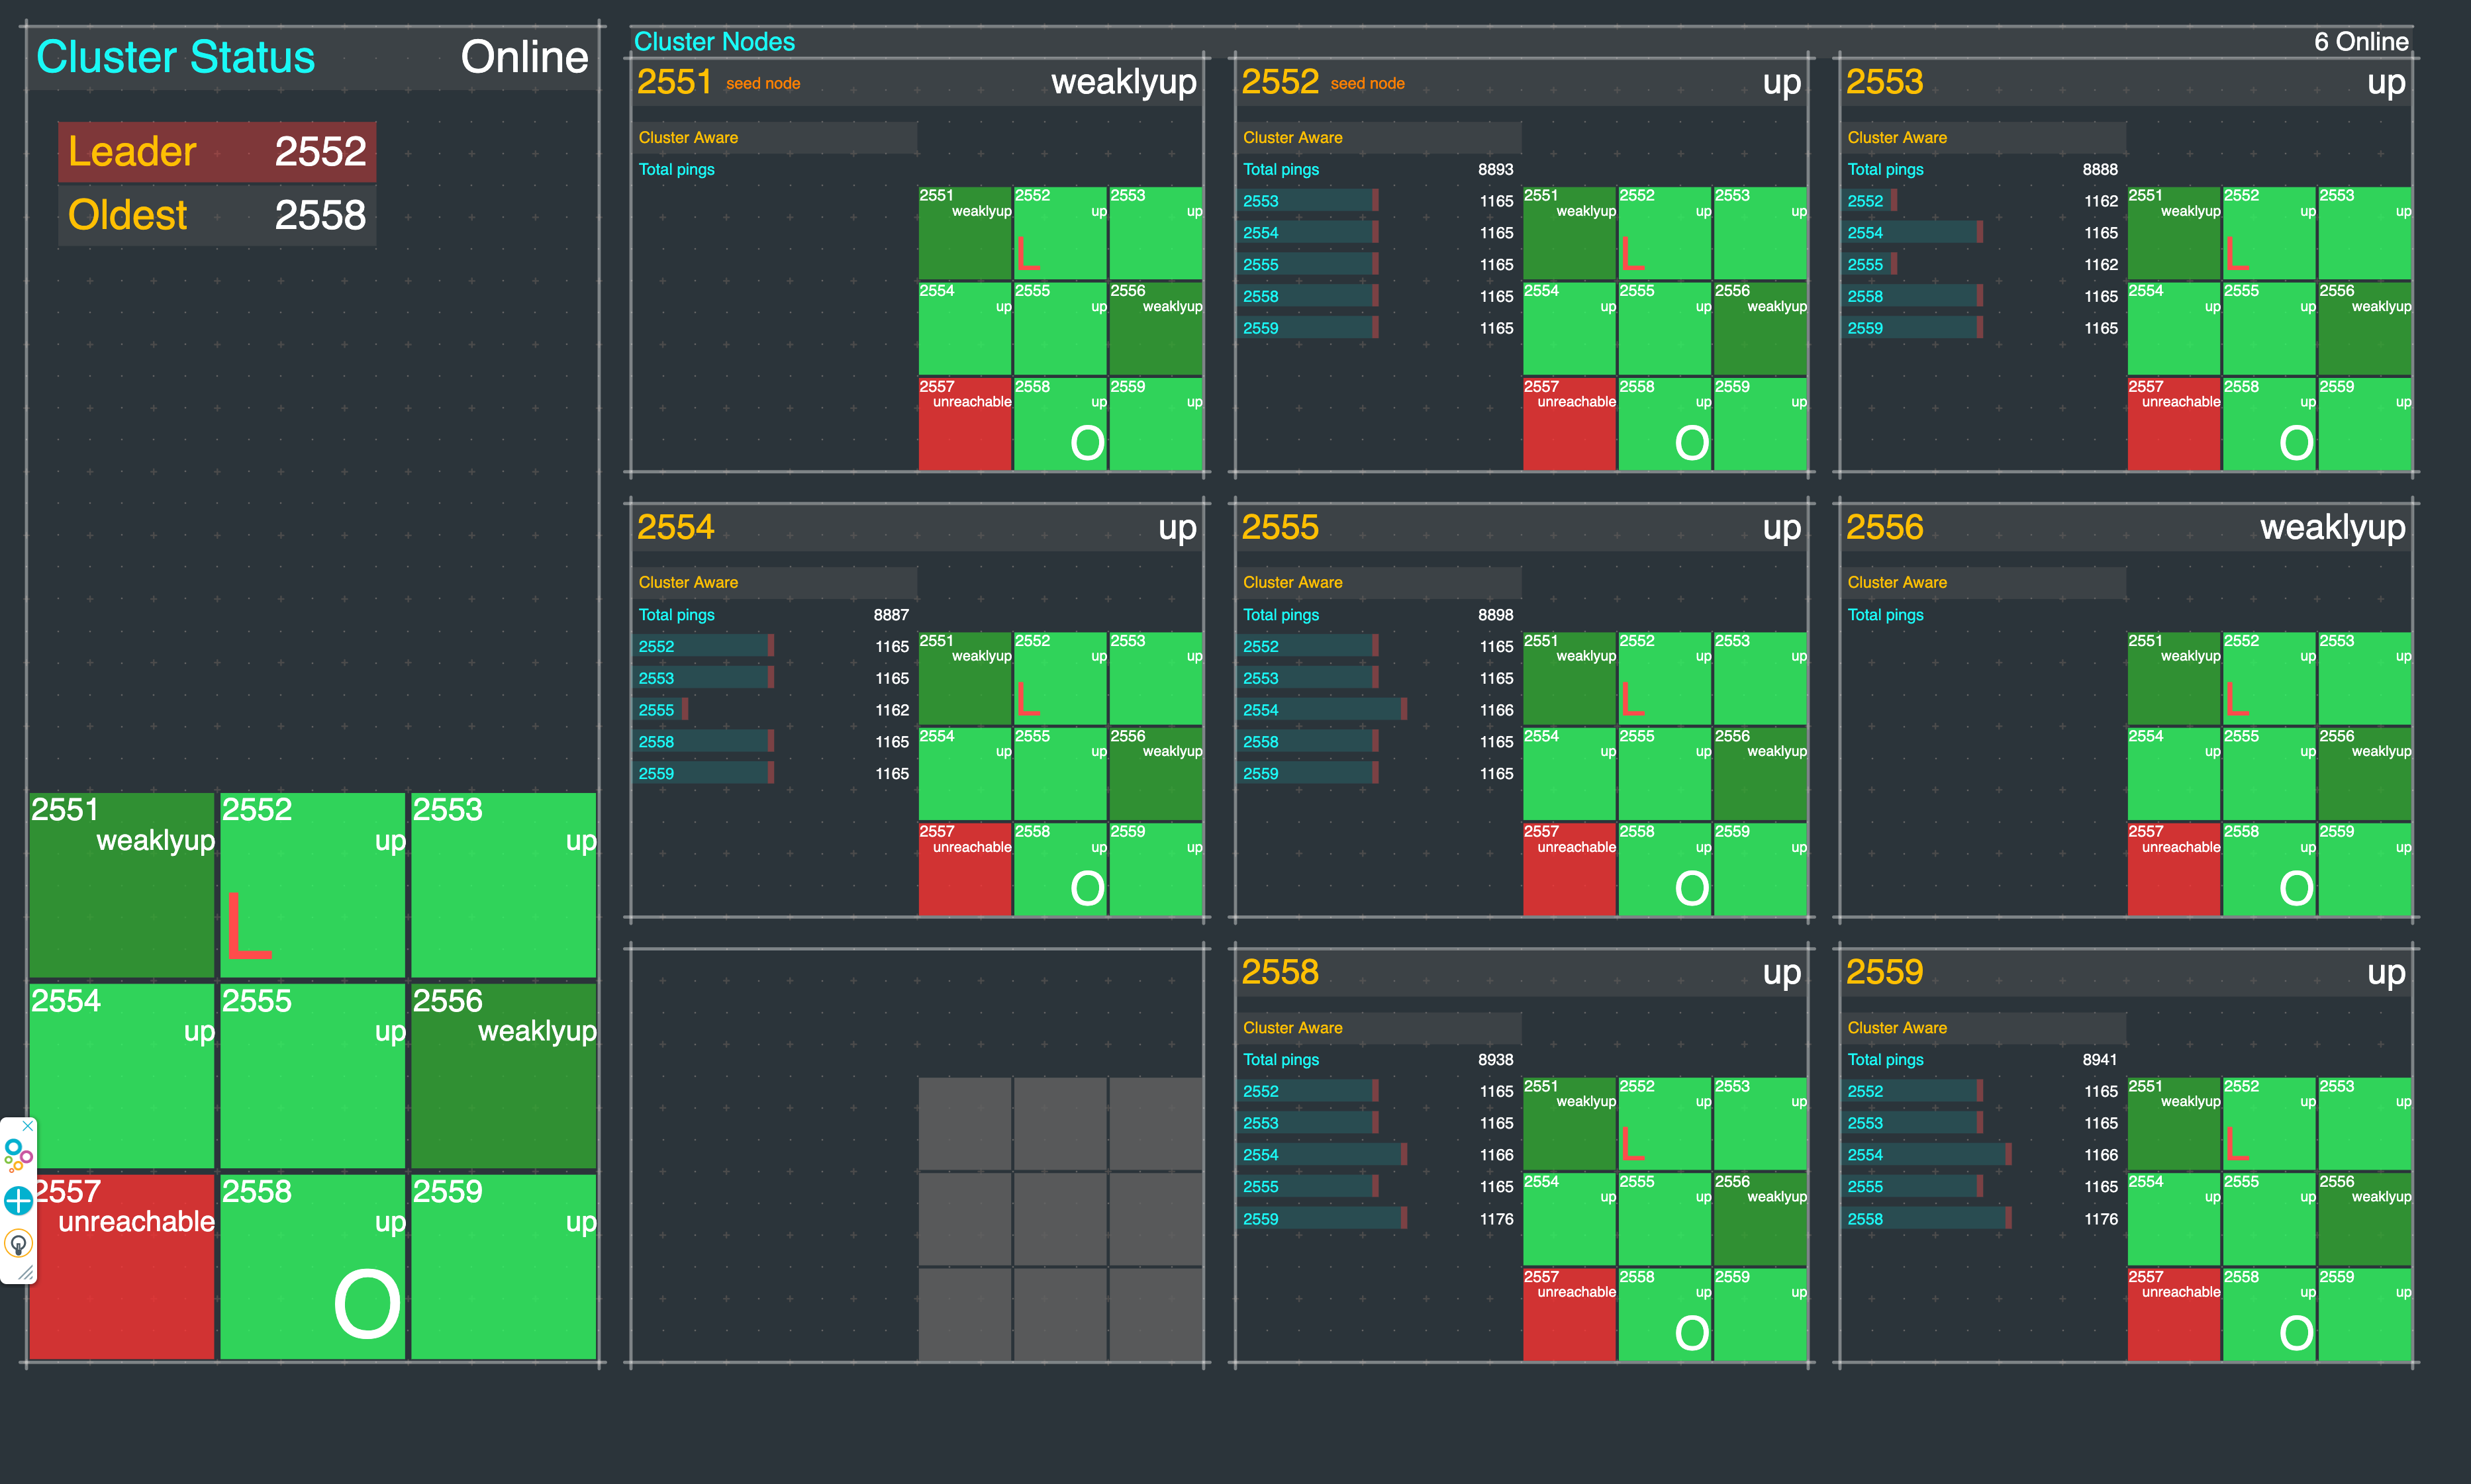 Cluster Status Online
Leader 2552
Oldest 2558
2551 2552 2553
weaklyup up up
L
2554 2555 2556
up up weaklyup
2557 2558 2559
unreachable up up
O
Cluster Nodes 6 Online
2551 seed node weaklyup
Cluster Aware
Total pings
2551 2552 2553
weaklyup up up
L
2554 2555 2556
up up weaklyup
2557 2558 2559
unreachable up up
O
2552 seed node up
Cluster Aware
Total pings 8893
2553 1165
2554 1165
2555 1165
2558 1165
2559 1165
2551 2552 2553
weaklyup up up
L
2554 2555 2556
up up weaklyup
2557 2558 2559
unreachable up up
O
2553 up
Cluster Aware
Total pings 8888
2552 1162
2554 1165
2555 1162
2558 1165
2559 1165
2551 2552 2553
weaklyup up up
L
2554 2555 2556
up up weaklyup
2557 2558 2559
unreachable up up
O
2554 up
Cluster Aware
Total pings 8887
2552 1165
2553 1165
2555 1162
2558 1165
2559 1165
2551 2552 2553
weaklyup up up
L
2554 2555 2556
up up weaklyup
2557 2558 2559
unreachable up up
O
2555 up
Cluster Aware
Total pings 8898
2552 1165
2553 1165
2554 1166
2558 1165
2559 1165
2551 2552 2553
weaklyup up up
L
2554 2555 2556
up up weaklyup
2557 2558 2559
unreachable up up
O
2556 weaklyup
Cluster Aware
Total pings
2551 2552 2553
weaklyup up up
L
2554 2555 2556
up up weaklyup
2557 2558 2559
unreachable up up
O
2558 up
Cluster Aware
Total pings 8938
2552 1165
2553 1165
2554 1166
2555 1165
2559 1176
2551 2552 2553
weaklyup up up
L
2554 2555 2556
up up weaklyup
2557 2558 2559
unreachable up up
O
2559 up
Cluster Aware
Total pings 8941
2552 1165
2553 1165
2554 1166
2555 1165
2558 1176
2551 2552 2553
weaklyup up up
L
2554 2555 2556
up up weaklyup
2557 2558 2559
unreachable up up
O